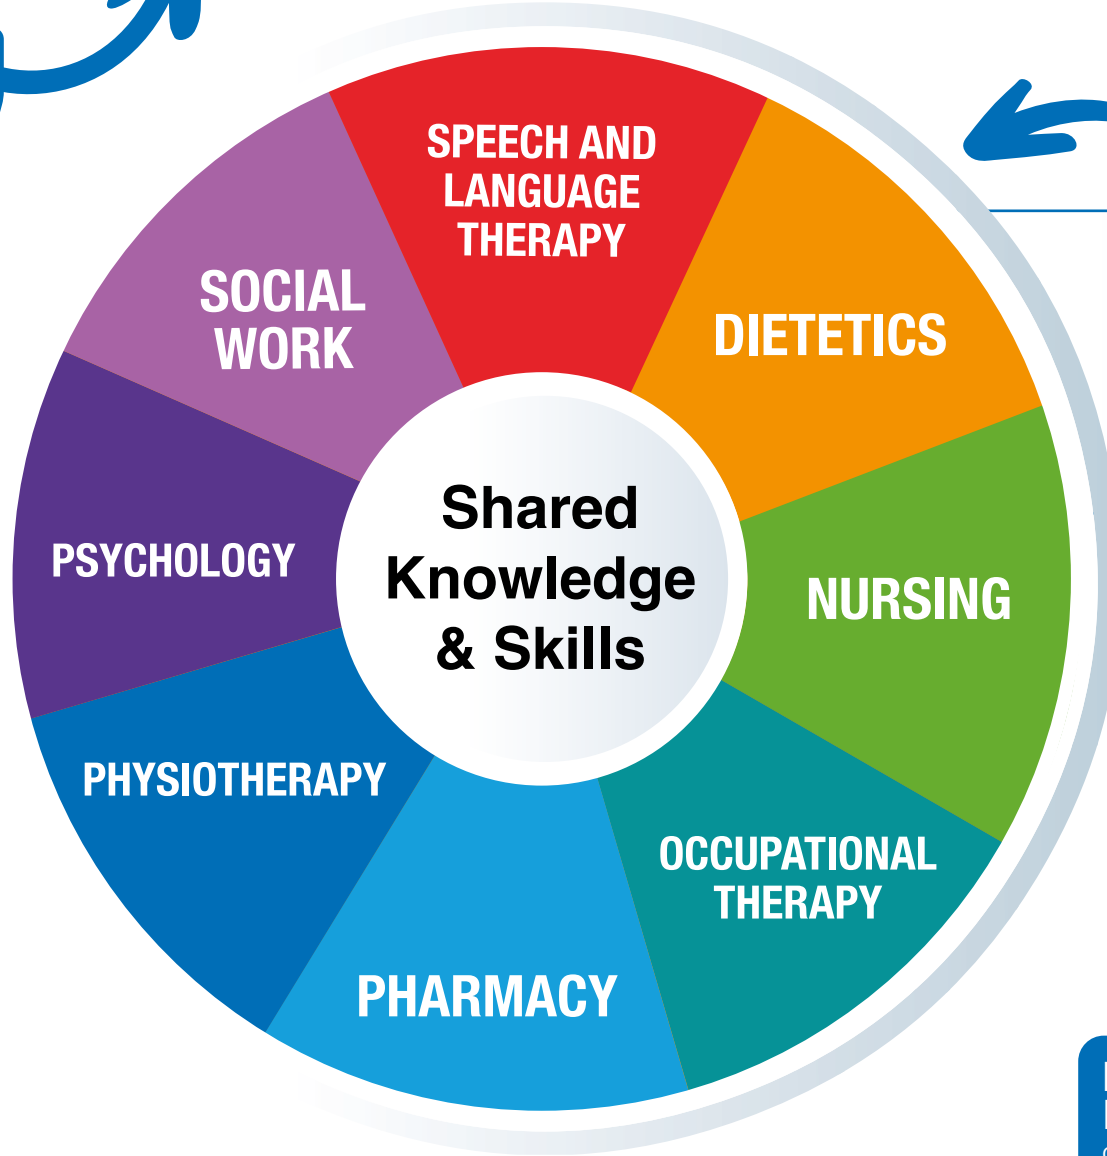 SPEECH AND
LANGUAGE
THERAPY
DIETETICS
NURSING
OCCUPATIONAL
THERAPY
PHARMACY
PHYSIOTHERAPY
PSYCHOLOGY
SOCIAL
WORK
Shared
Knowledge
& Skills